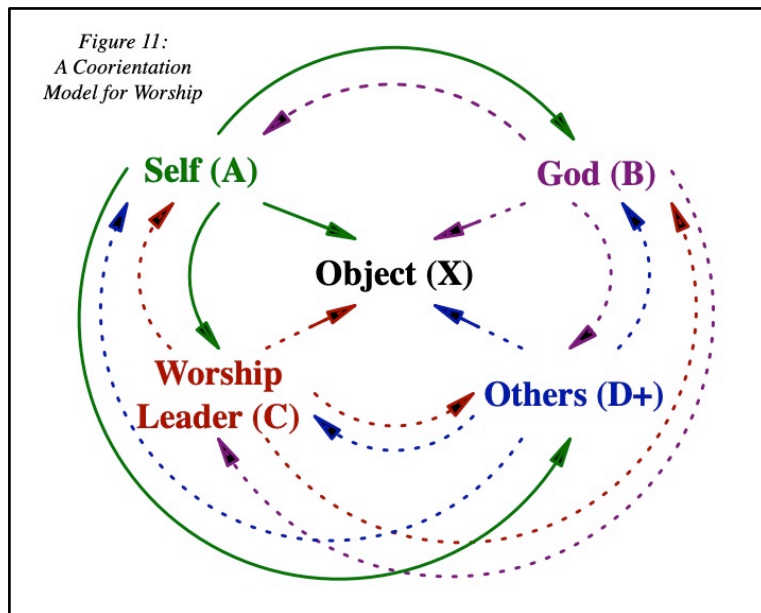 Figure 11:
A Coorientation
Model for Worship
Self (A)
God (B)
Object (X)
Worship
Leader (C)
Others (D+)